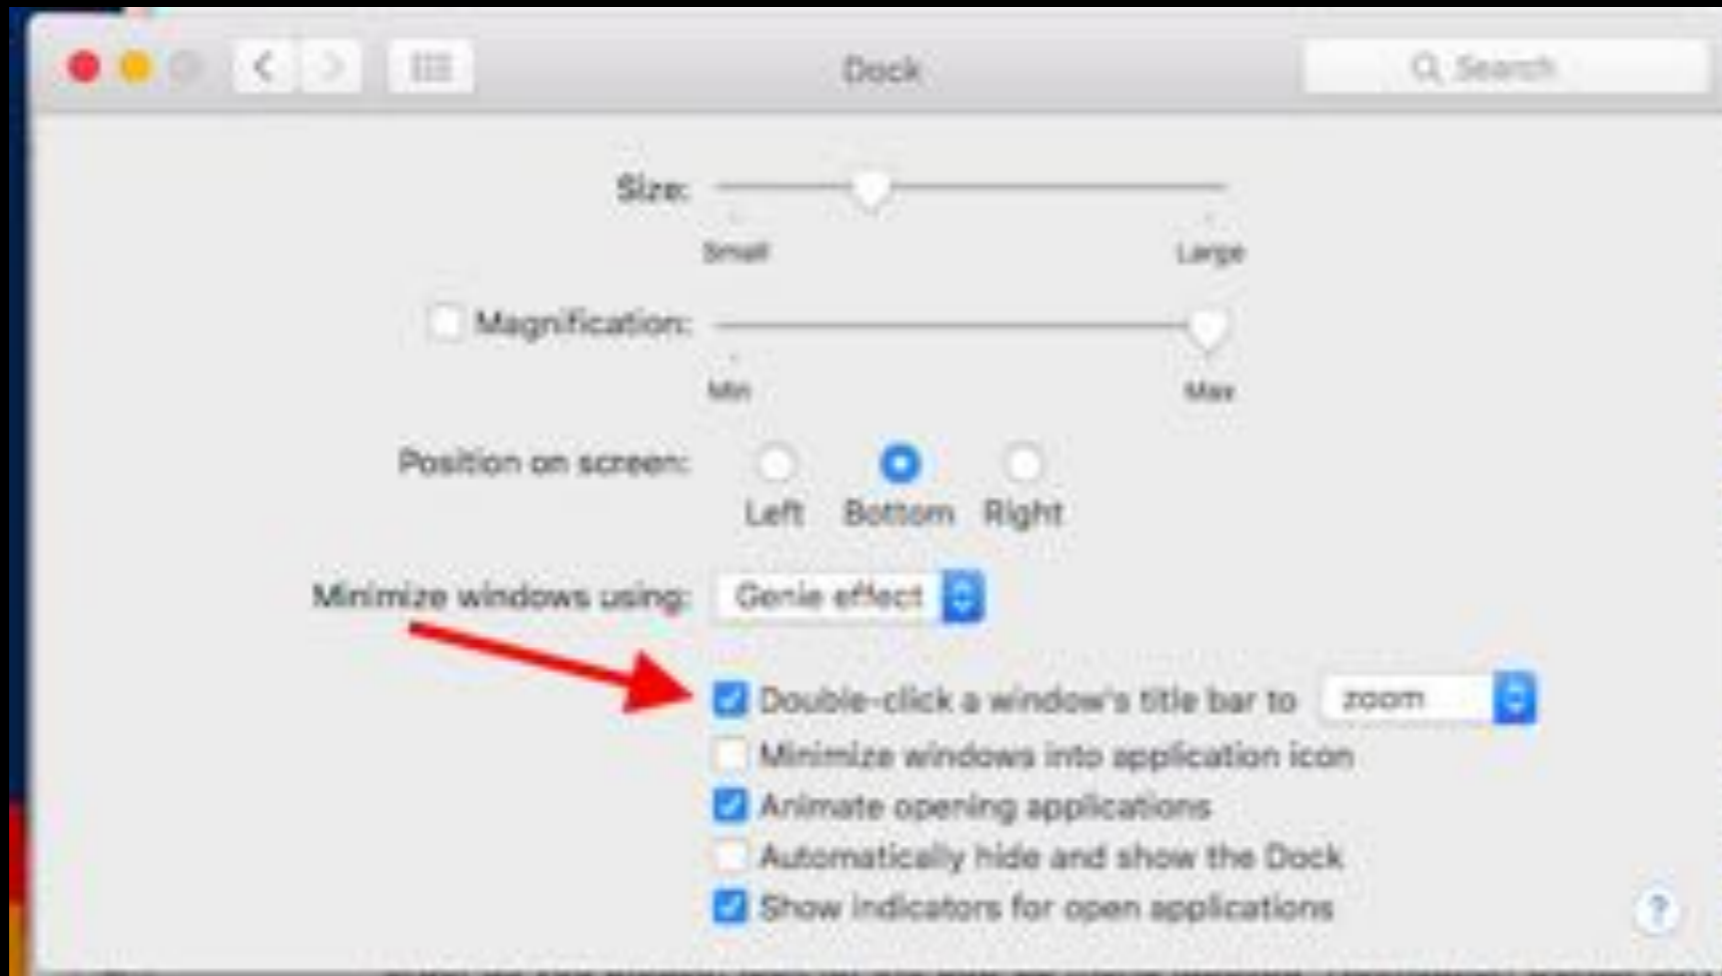 Dock
Search
Size:
Small Large
Magnification:
Min Max
Position on screen:
Left Bottom Right
Minimize windows using: Genie effect
Double-click a window's title bar to zoom
Minimize windows into application icon
Animate opening applications
Automatically hide and show the Dock
Show indicators for open applications
?